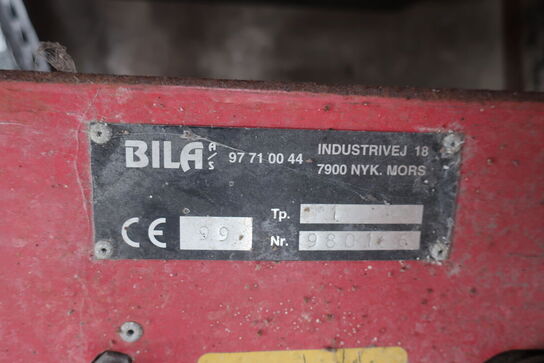 BILA A/S 97 71 00 44 INDUSTRIVEJ 18
7900 NYK. MORS
Tp.
CE 99 Nr.